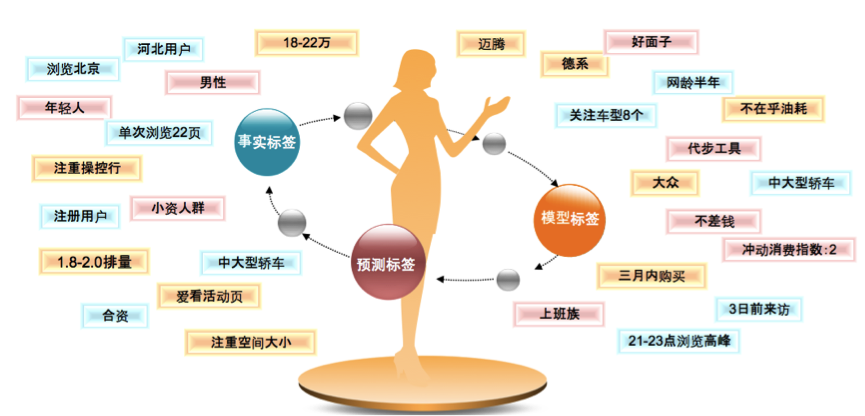 18-22万
迈腾
好面子
河北用户
德系
浏览北京
男性
网龄半年
年轻人
关注车型8个
不在乎油耗
单次浏览22页
事实标签
代步工具
注重操控行
大众
中大型轿车
注册用户
小资人群
模型标签
不差钱
冲动消费指数:2
1.8-2.0排量
中大型轿车
预测标签
三月内购买
爱看活动页
合资
上班族
3日前来访
注重空间大小
21-23点浏览高峰